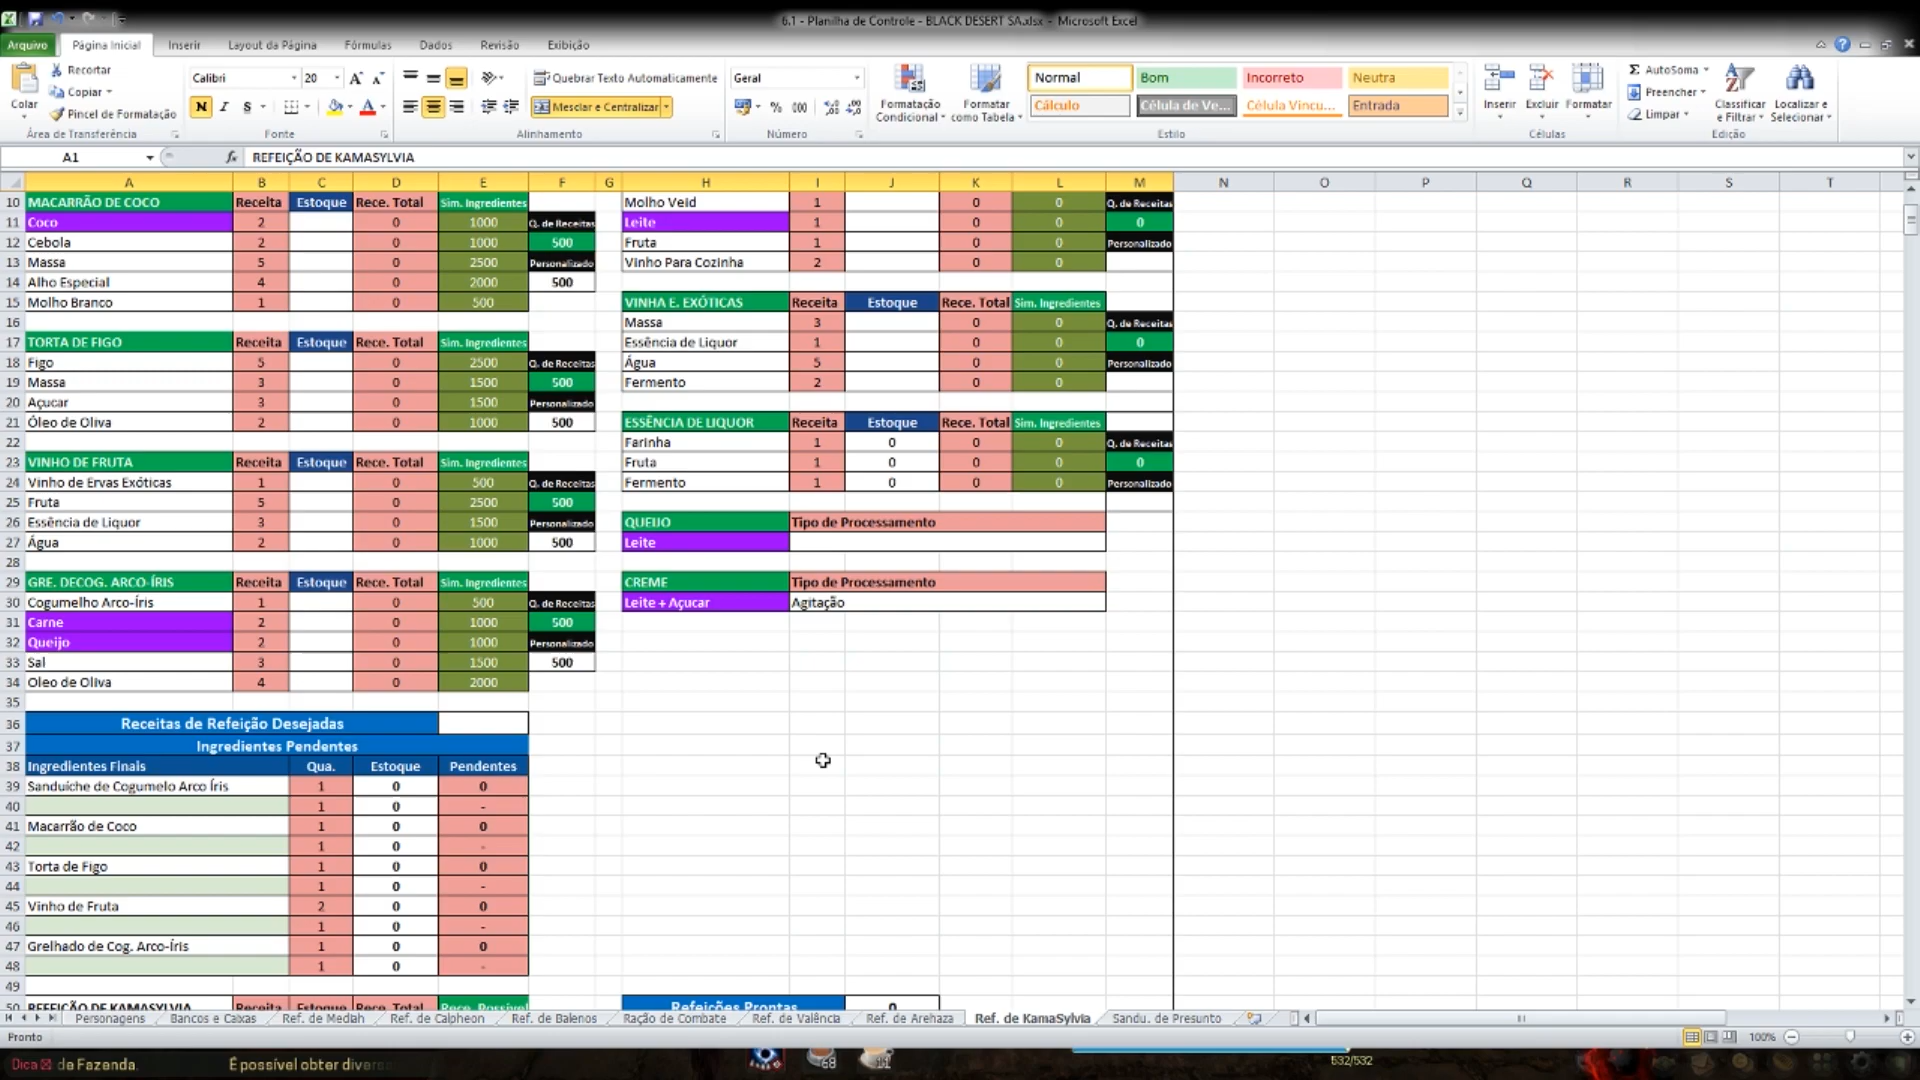 6.1 - Planilha de Controle - BLACK DESERT SA.xlsx - Microsoft Excel
Arquivo Página Inicial Inserir Layout da Página Fórmulas Dados Revisão Exibição
Colar
Recortar
Copiar
Pincel de Formatação
Área de Transferência
Calibri 20
N I S
Fonte
Quebrar Texto Automaticamente
Mesclar e Centralizar
Alinhamento
Geral
% 000
Número
Formatação Condicional
Formatar como Tabela
Normal Bom Incorreto Neutra
Cálculo Célula de Ve... Célula Vincu... Entrada
Estilo
Inserir Excluir Formatar
Células
Σ AutoSoma
Preencher
Limpar
Classificar e Filtrar
Localizar e Selecionar
Edição
A1 fx REFEIÇÃO DE KAMASYLVIA
A B C D E F G H I J K L M N O P Q R S T
10 MACARRÃO DE COCO Receita Estoque Rece. Total Sim. Ingredientes Molho Veid 1 0 0 Q. de Receitas
11 Coco 2 0 1000 Q. de Receitas Leite 1 0 0 0
12 Cebola 2 0 1000 500 Fruta 1 0 0 Personalizado
13 Massa 5 0 2500 Personalizado Vinho Para Cozinha 2 0 0
14 Alho Especial 4 0 2000 500
15 Molho Branco 1 0 500 VINHA E. EXÓTICAS Receita Estoque Rece. Total Sim. Ingredientes
16 Massa 3 0 0 Q. de Receitas
17 TORTA DE FIGO Receita Estoque Rece. Total Sim. Ingredientes Essência de Liquor 1 0 0 0
18 Figo 5 0 2500 Q. de Receitas Água 5 0 0 Personalizado
19 Massa 3 0 1500 500 Fermento 2 0 0
20 Açucar 3 0 1500 Personalizado
21 Óleo de Oliva 2 0 1000 500 ESSÊNCIA DE LIQUOR Receita Estoque Rece. Total Sim. Ingredientes
22 Farinha 1 0 0 0 Q. de Receitas
23 VINHO DE FRUTA Receita Estoque Rece. Total Sim. Ingredientes Fruta 1 0 0 0 0
24 Vinho de Ervas Exóticas 1 0 500 Q. de Receitas Fermento 1 0 0 0 Personalizado
25 Fruta 5 0 2500 500
26 Essência de Liquor 3 0 1500 Personalizado QUEIJO Tipo de Processamento
27 Água 2 0 1000 500 Leite
28
29 GRE. DECOG. ARCO-ÍRIS Receita Estoque Rece. Total Sim. Ingredientes CREME Tipo de Processamento
30 Cogumelho Arco-Íris 1 0 500 Q. de Receitas Leite + Açucar Agitação
31 Carne 2 0 1000 500
32 Queijo 2 0 1000 Personalizado
33 Sal 3 0 1500 500
34 Oleo de Oliva 4 0 2000
35
36 Receitas de Refeição Desejadas
37 Ingredientes Pendentes
38 Ingredientes Finais Qua. Estoque Pendentes
39 Sanduiche de Cogumelo Arco Íris 1 0 0
40 1 0 -
41 Macarrão de Coco 1 0 0
42 1 0 -
43 Torta de Figo 1 0 0
44 1 0 -
45 Vinho de Fruta 2 0 0
46 1 0 -
47 Grelhado de Cog. Arco-Íris 1 0 0
48 1 0 -
49
50 REFEIÇÃO DE KAMASYLVIA Receita Estoque Rece. Total Rece. Possível Refeições Prontas 0
Personagens Bancos e Caixas Ref. de Mediah Ref. de Calpheon Ref. de Balenos Ração de Combate Ref. de Valência Ref. de Arehaza Ref. de KamaSylvia Sandu. de Presunto
Pronto 100%
Dica de Fazenda. É possível obter divers 68 11 532/532